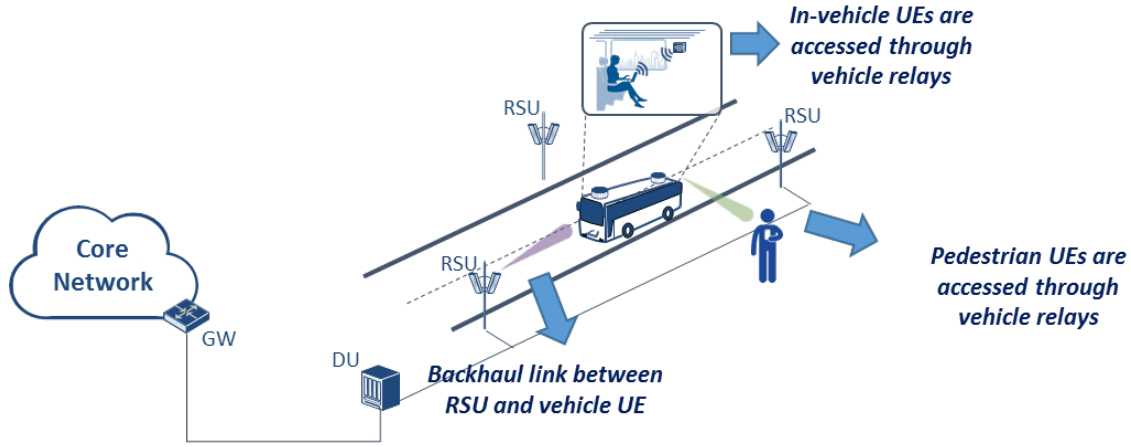 In-vehicle UEs are
accessed through
vehicle relays
RSU
RSU
Core
Network
RSU
Pedestrian UEs are
accessed through
vehicle relays
GW
DU
Backhaul link between
RSU and vehicle UE